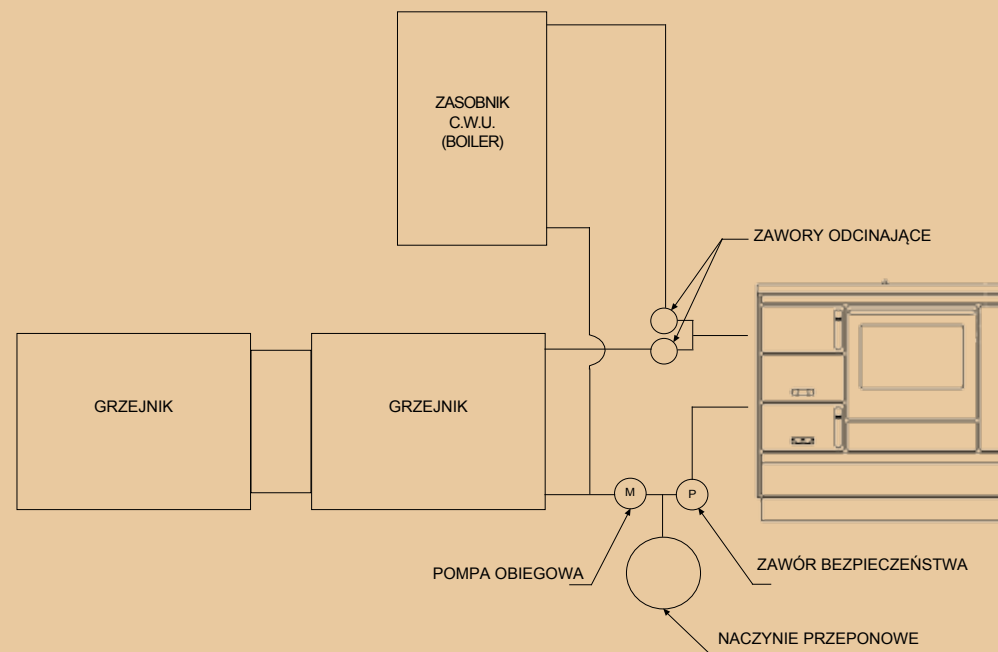 ZASOBNIK
C.W.U.
(BOILER)
ZAWORY ODCINAJĄCE
GRZEJNIK
GRZEJNIK
M
P
POMPA OBIEGOWA
ZAWÓR BEZPIECZEŃSTWA
NACZYNIE PRZEPONOWE